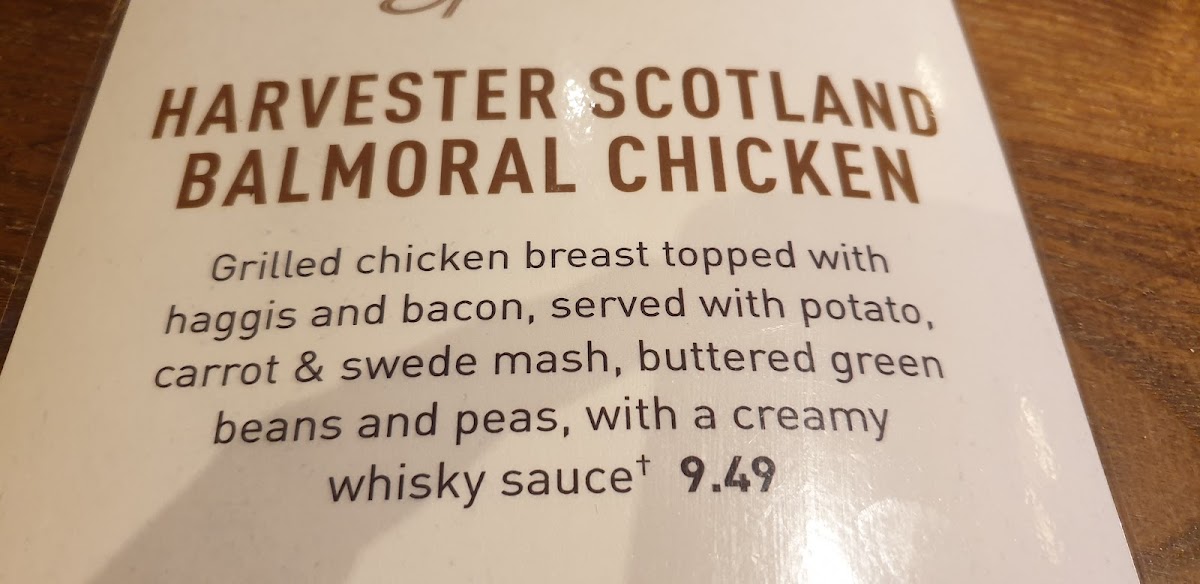 HARVESTER SCOTLAND
BALMORAL CHICKEN
Grilled chicken breast topped with
haggis and bacon, served with potato,
carrot & swede mash, buttered green
beans and peas, with a creamy
whisky sauce† 9.49